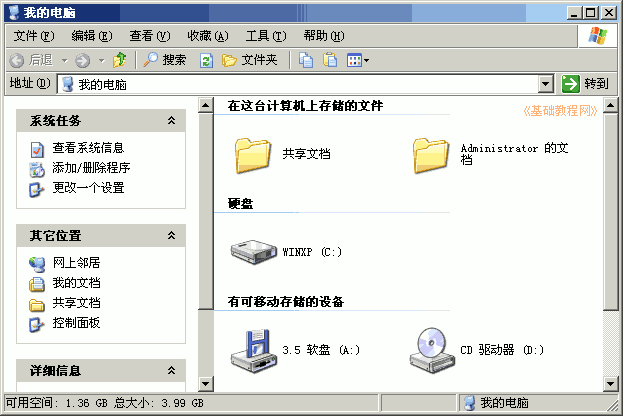 我的电脑
文件(F) 编辑(E) 查看(V) 收藏(A) 工具(T) 帮助(H)
后退 搜索 文件夹
地址(D) 我的电脑 转到
系统任务
查看系统信息
添加/删除程序
更改一个设置
其它位置
网上邻居
我的文档
共享文档
控制面板
详细信息
在这台计算机上存储的文件
《基础教程网》
共享文档
Administrator 的文
档
硬盘
WINXP (C:)
有可移动存储的设备
3.5 软盘 (A:)
CD 驱动器 (D:)
可用空间: 1.36 GB 总大小: 3.99 GB
我的电脑